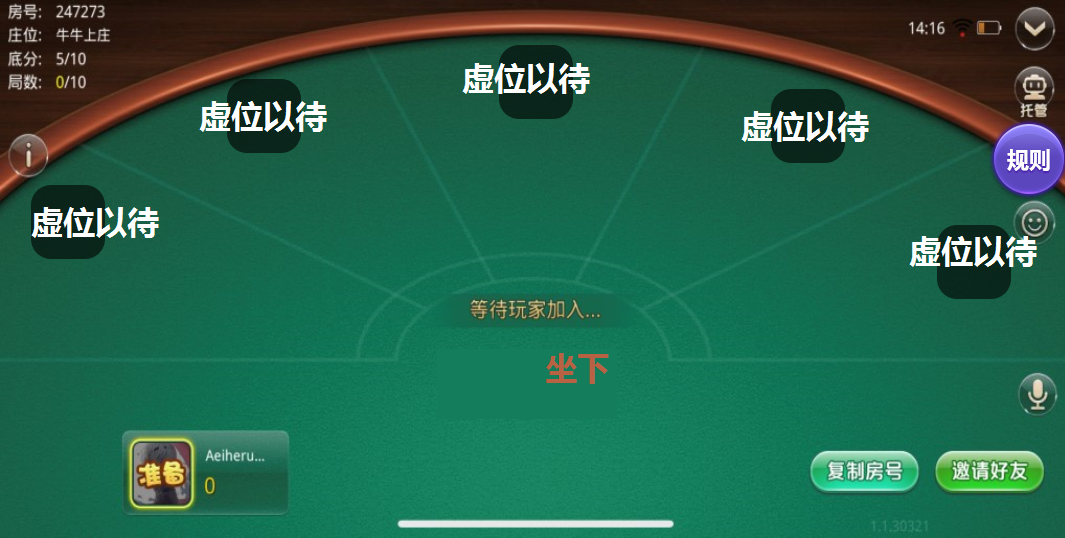 房号: 247273
庄位: 牛牛上庄
底分: 5/10
局数: 0/10
14:16
托管
规则
虚位以待
虚位以待
虚位以待
虚位以待
虚位以待
等待玩家加入...
坐下
准备
Aeiheru...
0
复制房号
邀请好友
1.1.30321